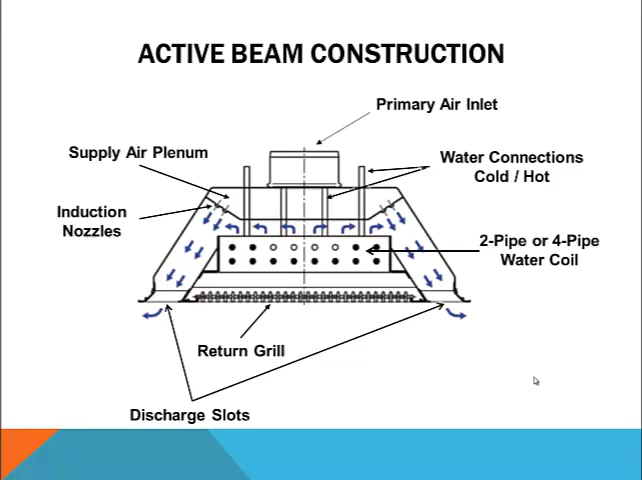 ACTIVE BEAM CONSTRUCTION
Primary Air Inlet
Supply Air Plenum
Water Connections
Cold / Hot
Induction
Nozzles
2-Pipe or 4-Pipe
Water Coil
Return Grill
Discharge Slots